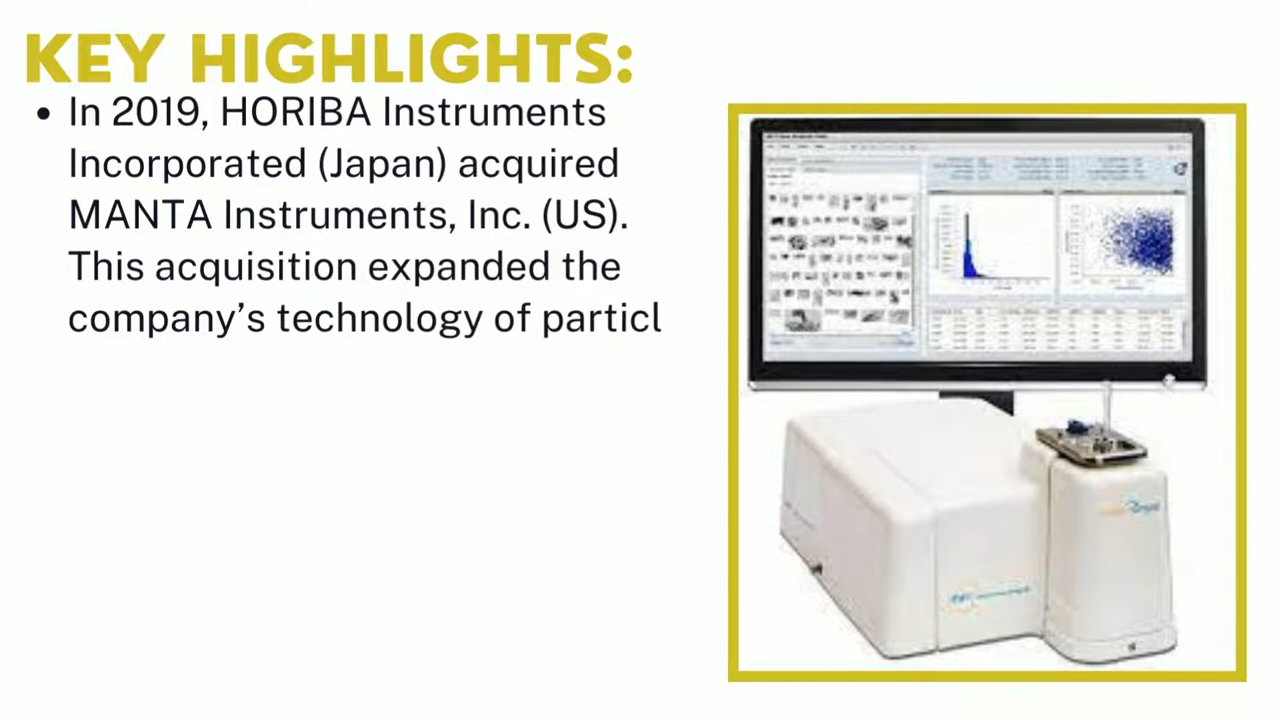 KEY HIGHLIGHTS:
• In 2019, HORIBA Instruments
Incorporated (Japan) acquired
MANTA Instruments, Inc. (US).
This acquisition expanded the
company’s technology of particl